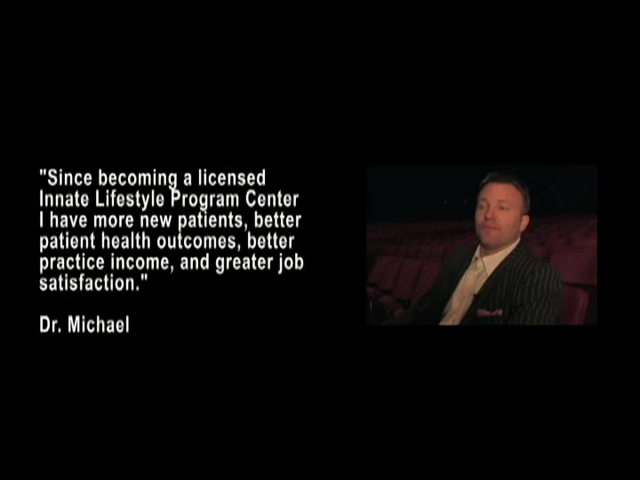 "Since becoming a licensed
Innate Lifestyle Program Center
I have more new patients, better
patient health outcomes, better
practice income, and greater job
satisfaction."
Dr. Michael